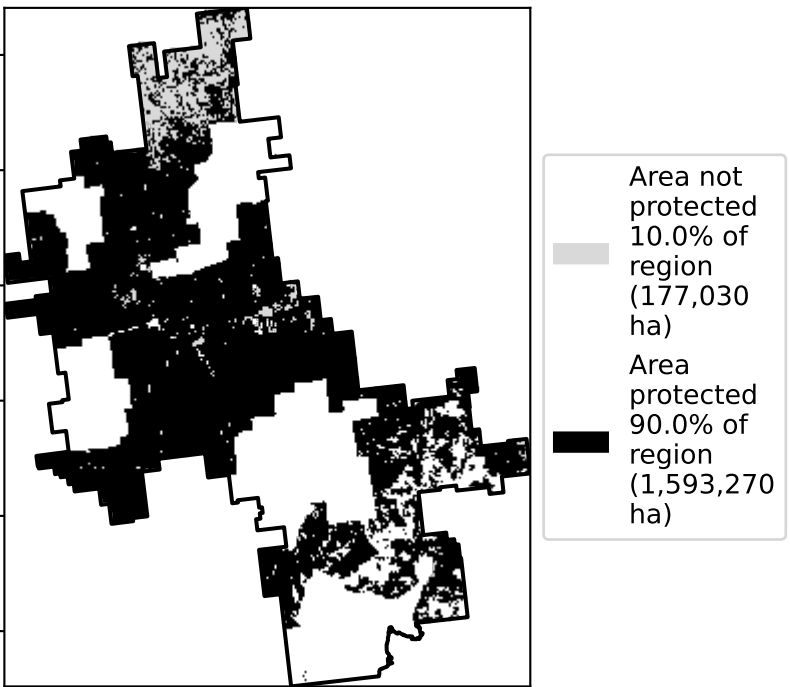 Area not
protected
10.0% of
region
(177,030
ha)
Area
protected
90.0% of
region
(1,593,270
ha)